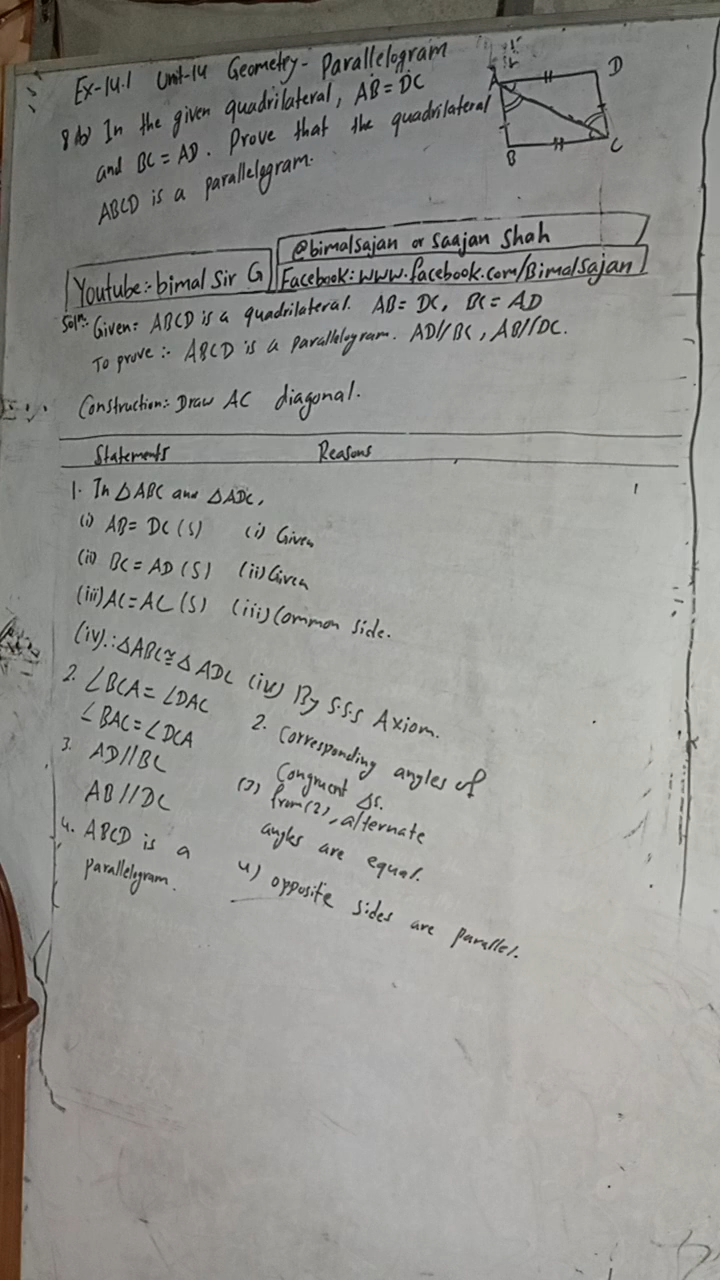 Ex-14.1 Unit-14 Geometry- Parallelogram
8 b) In the given quadrilateral, AB = DC
and BC = AD. Prove that the quadrilateral
ABCD is a parallelogram.
A
D
B
C
@bimalsajan or Saajan Shah
Youtube:- bimal Sir G
Facebook: www.facebook.com/Bimalsajan
Solⁿ: Given: ABCD is a quadrilateral. AB = DC, BC = AD
To prove :- ABCD is a parallelogram. AD//BC, AB//DC.
Construction:- Draw AC diagonal.
Statements Reasons
1. In △ABC and △ADC,
(i) AB = DC (S) (i) Given
(ii) BC = AD (S) (ii) Given
(iii) AC = AC (S) (iii) Common side.
(iv) ∴ △ABC ≅ △ADC (iv) By S.S.S Axiom.
2. ∠BCA = ∠DAC 2. Corresponding angles of
∠BAC = ∠DCA Congruent △s.
3. AD//BC (3) from (2), alternate
AB//DC angles are equal.
4. ABCD is a 4) opposite sides are parallel.
parallelogram.